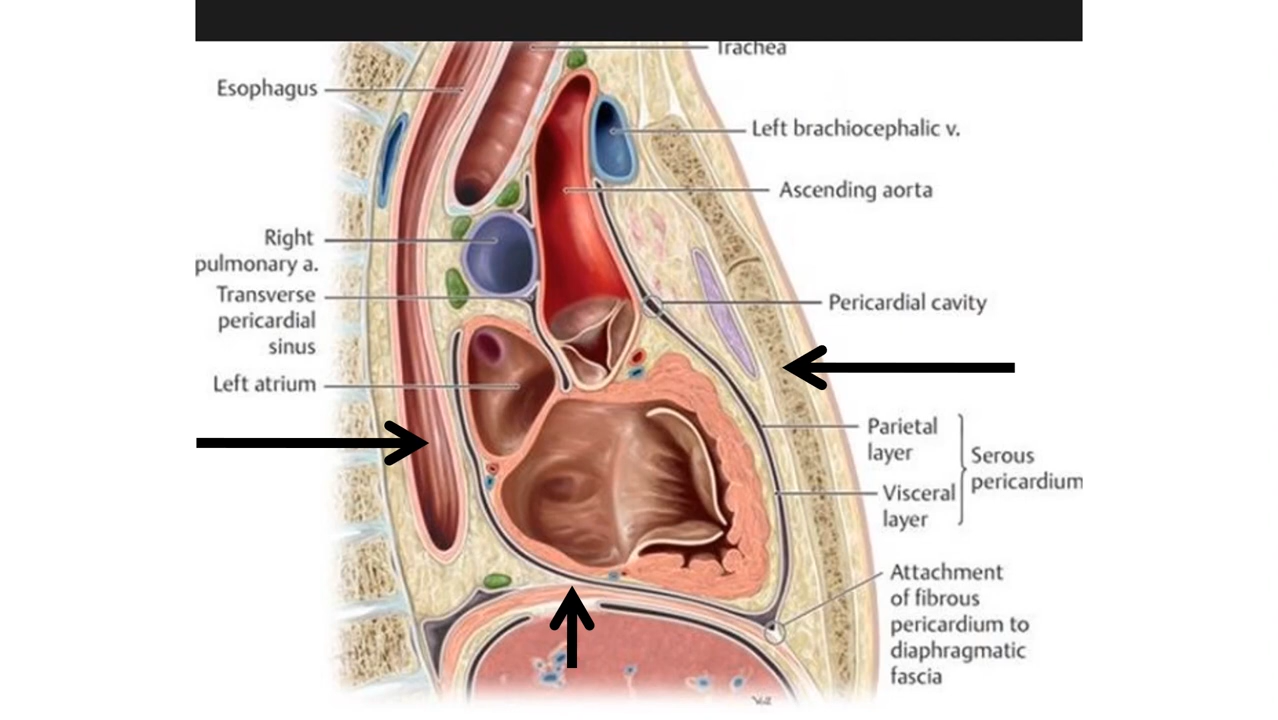 Trachea
Esophagus
Left brachiocephalic v.
Ascending aorta
Right
pulmonary a.
Transverse
pericardial
sinus
Pericardial cavity
Left atrium
Parietal
layer
Serous
pericardium
Visceral
layer
Attachment
of fibrous
pericardium to
diaphragmatic
fascia